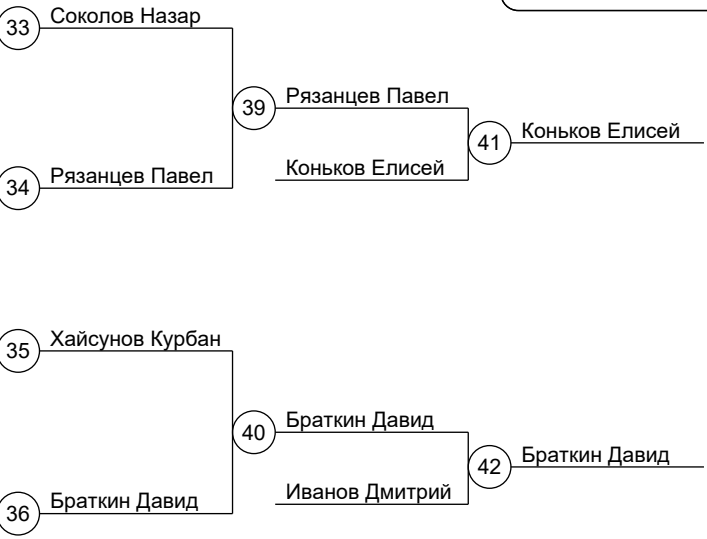 33 Соколов Назар
39 Рязанцев Павел
41 Коньков Елисей
Коньков Елисей
34 Рязанцев Павел
35 Хайсунов Курбан
40 Браткин Давид
42 Браткин Давид
Иванов Дмитрий
36 Браткин Давид